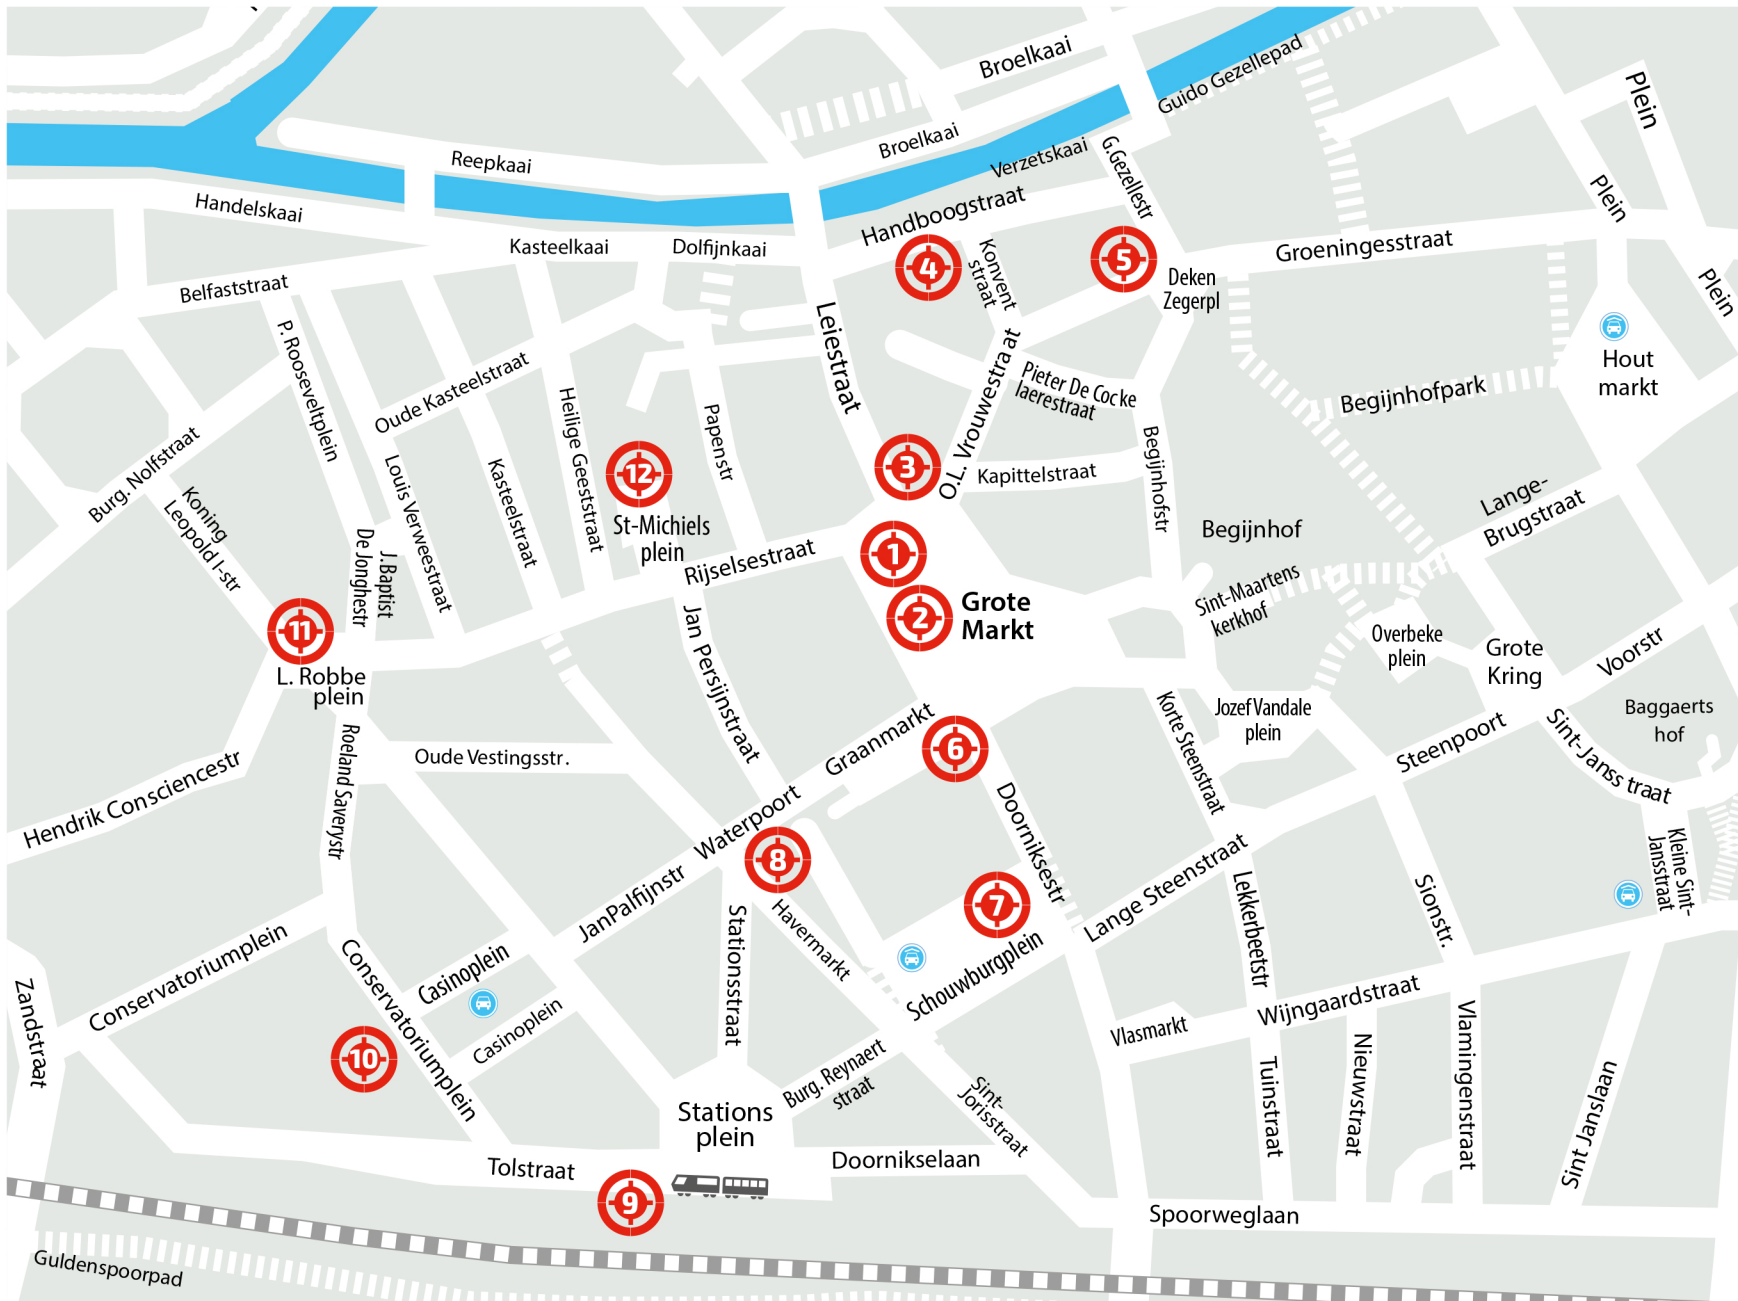 Broelkaai
Guido Gezellepad
Plein
Broelkaai
Reepkaai
Verzetskaai
G.Gezellestr
Plein
Handelskaai
Handboogstraat
Kasteelkaai
Dolfijnkaai
Groeningesstraat
4
5
Konvent
straat
Deken
Zegerpl
Plein
Belfaststraat
Leiestraat
Hout
markt
P. Rooseveltplein
Oude Kasteelstraat
O.L. Vrouwestra at
Pieter De Cocke
laerestraat
Begijnhofpark
Heilige Geeststraat
Papenstr
Burg. Nolfstraat
Louis Verweestraat
Kasteelstraat
12
3
Kapittelstraat
Begijnhofstr
Lange-
Brugstraat
Koning
Leopold I-str
St-Michiels
plein
Begijnhof
J.Baptist
De Jonghestr
Rijselsestraat
1
Sint-Maartens
kerkhof
11
2
Grote
Markt
Overbeke
plein
Grote
Kring
Voorstr
L. Robbe
plein
Jan Persijnstraat
Korte Steenstraat
Jozef Vandale
plein
Baggaerts
hof
Roeland Saverystr
Oude Vestingsstr.
Graanmarkt
6
Steenpoort
Sint-Janss traat
Hendrik Consciencestr
Waterpoort
Doorniksestr
8
Lange Steenstraat
Kleine Sint-
Jansstraat
JanPalfijnstr
7
Lekkerbeetstr
Sionstr.
Conservatoriumplein
Stationsstraat
Havermarkt
Schouwburgplein
Casinoplein
Conservatoriumplein
Zandstraat
Casinoplein
Vlasmarkt
Wijngaardstraat
10
Burg. Reynaert
straat
Tuinstraat
Nieuwstraat
Vlamingenstraat
Sint Janslaan
Stations
plein
Sint-
Jorisstraat
Tolstraat
Doornikselaan
9
Spoorweglaan
Guldenspoorpad